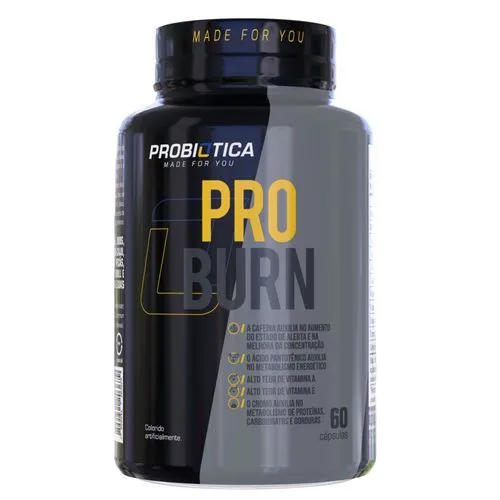 MADE FOR YOU
PROBIOTICA
MADE FOR YOU
PRO
BURN
A CAFEÍNA AUXILIA NO AUMENTO
DO ESTADO DE ALERTA E NA
MELHORA DA CONCENTRAÇÃO
O ÁCIDO PANTOTÊNICO AUXILIA
NO METABOLISMO ENERGÉTICO
ALTO TEOR DE VITAMINA A
ALTO TEOR DE VITAMINA E
O CROMO AUXILIA NO
METABOLISMO DE PROTEÍNAS,
CARBOIDRATOS E GORDURAS
60
cápsulas
Colorido
artificialmente.